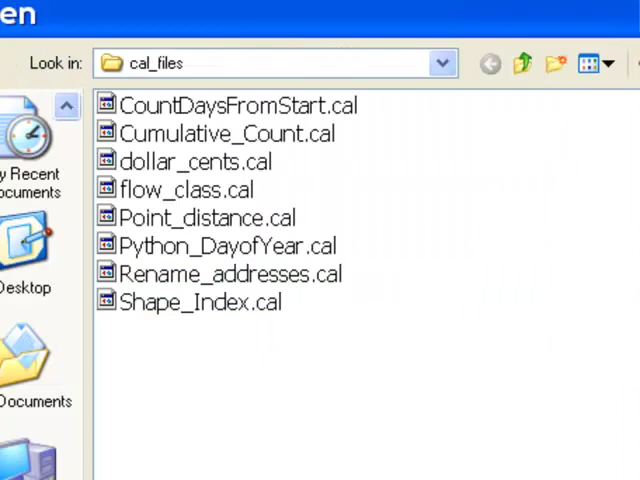 en
Look in: cal_files
CountDaysFromStart.cal
Cumulative_Count.cal
dollar_cents.cal
flow_class.cal
Point_distance.cal
Python_DayofYear.cal
Rename_addresses.cal
Shape_Index.cal
y Recent
ocuments
Desktop
Documents